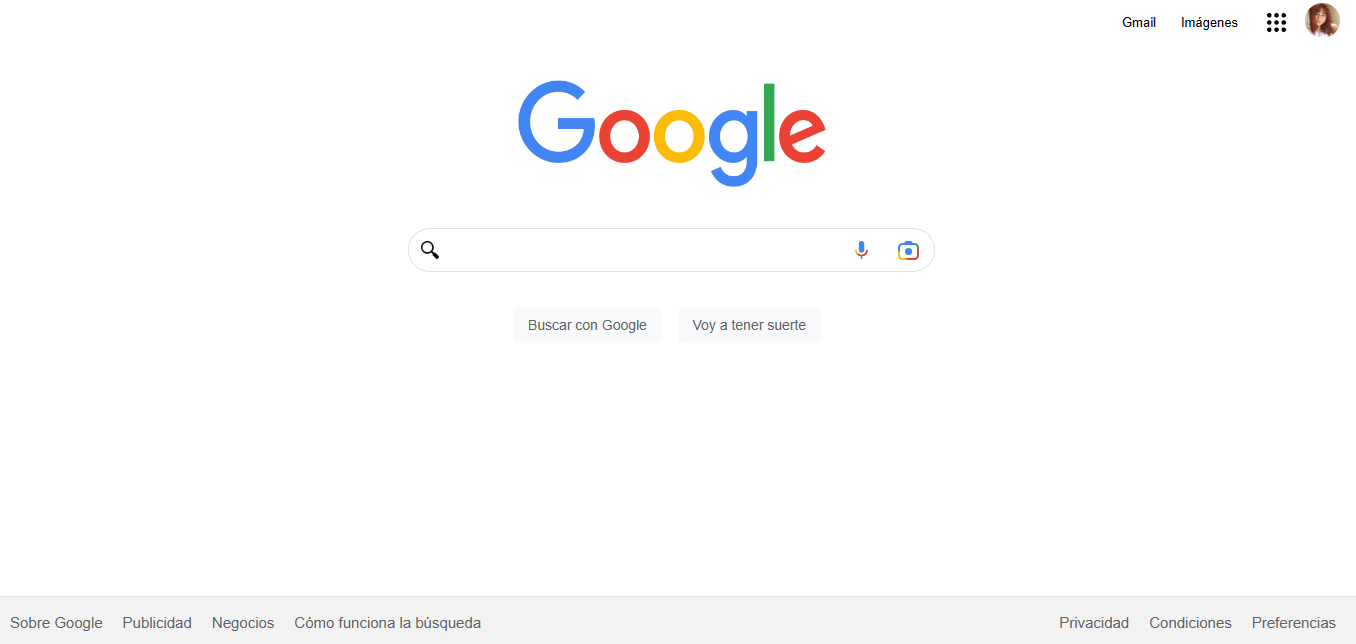 Gmail Imágenes
Google
Buscar con Google Voy a tener suerte
Sobre Google Publicidad Negocios Cómo funciona la búsqueda Privacidad Condiciones Preferencias